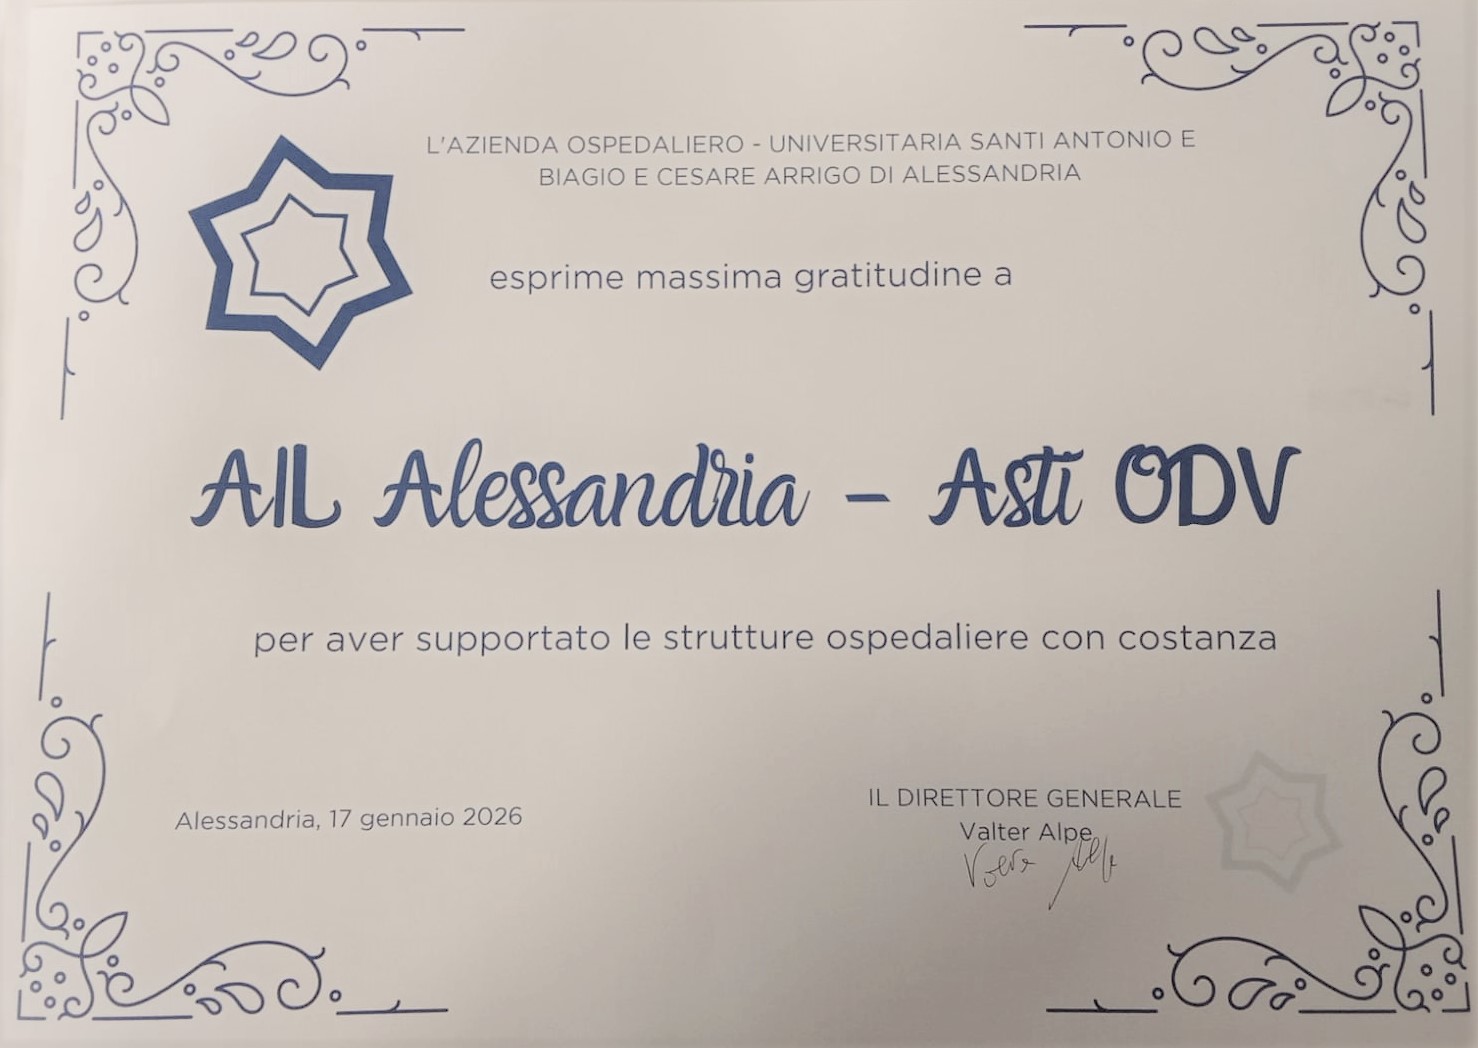 L'AZIENDA OSPEDALIERO - UNIVERSITARIA SANTI ANTONIO E
BIAGIO E CESARE ARRIGO DI ALESSANDRIA
esprime massima gratitudine a
AIL Alessandria – Asti ODV
per aver supportato le strutture ospedaliere con costanza
Alessandria, 17 gennaio 2026
IL DIRETTORE GENERALE
Valter Alpe